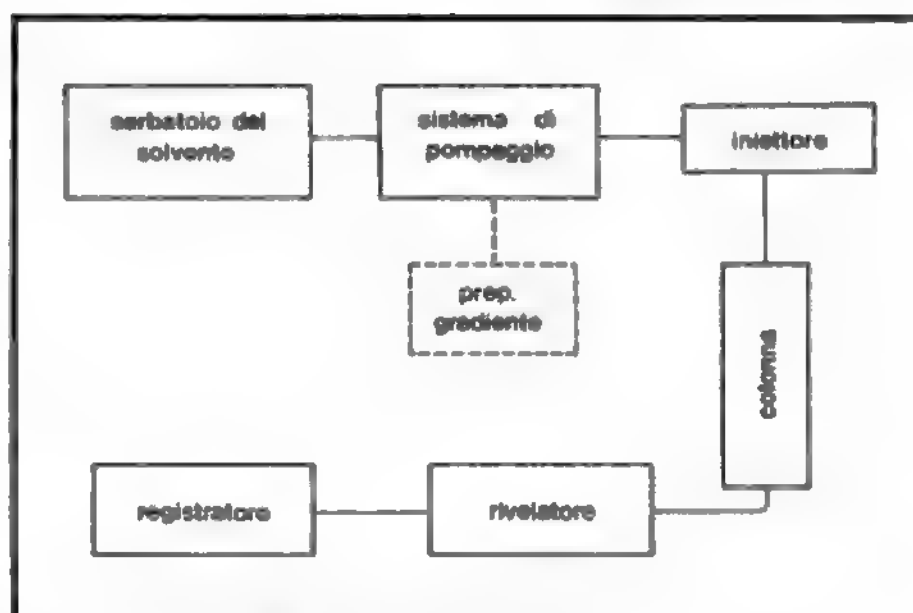 serbatoio del
solvente
sistema di
pompaggio
iniettore
prep.
gradiente
colonna
registratore
rivelatore